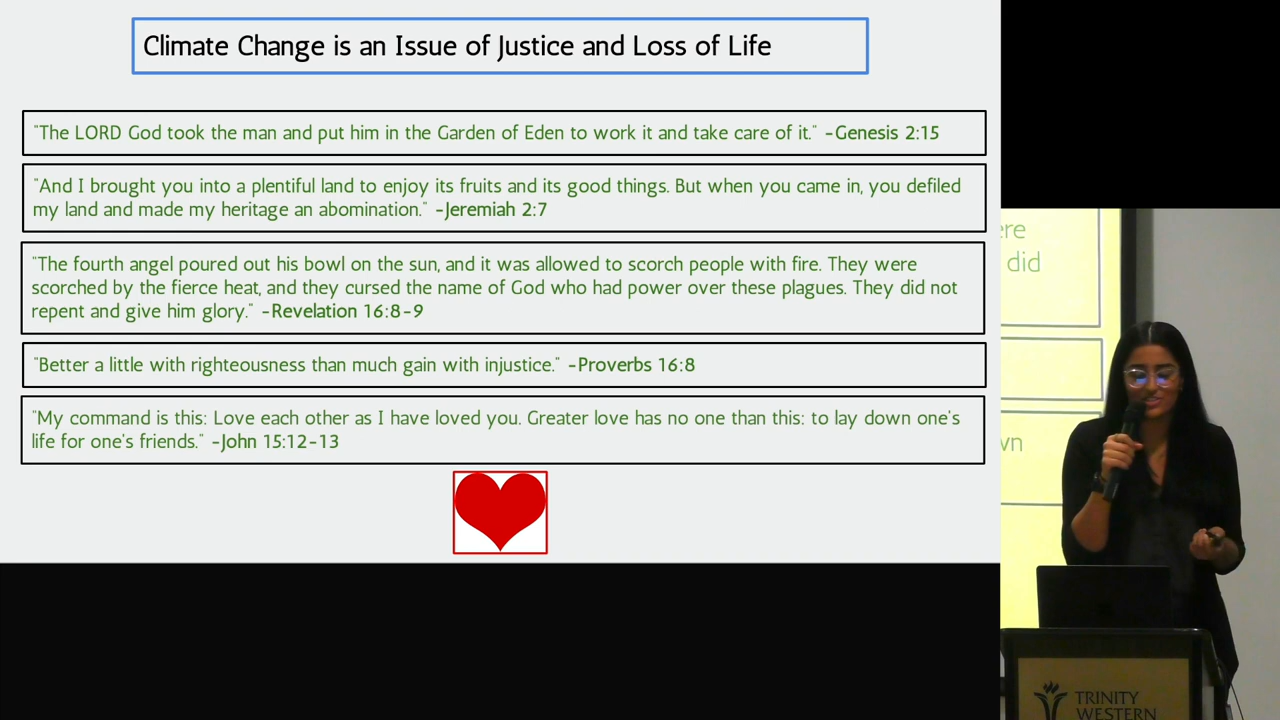 Climate Change is an Issue of Justice and Loss of Life
"The LORD God took the man and put him in the Garden of Eden to work it and take care of it." -Genesis 2:15
"And I brought you into a plentiful land to enjoy its fruits and its good things. But when you came in, you defiled
my land and made my heritage an abomination." -Jeremiah 2:7
"The fourth angel poured out his bowl on the sun, and it was allowed to scorch people with fire. They were
scorched by the fierce heat, and they cursed the name of God who had power over these plagues. They did not
repent and give him glory." -Revelation 16:8-9
"Better a little with righteousness than much gain with injustice." -Proverbs 16:8
"My command is this: Love each other as I have loved you. Greater love has no one than this: to lay down one's
life for one's friends." -John 15:12-13
did
TRINITY
WESTERN